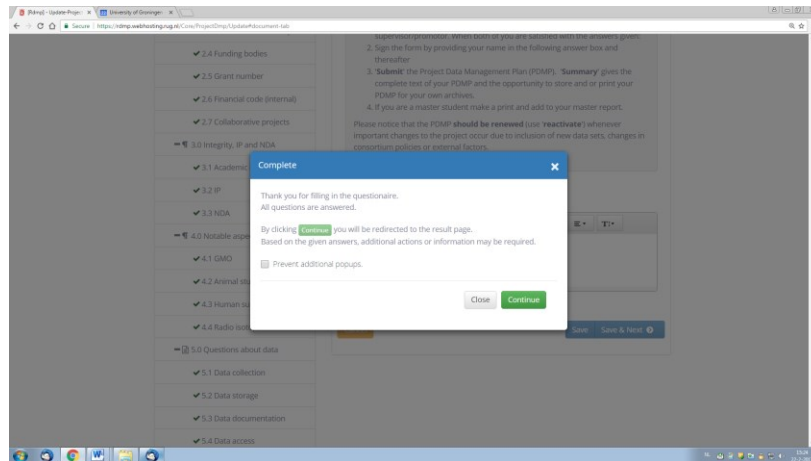 [Rdmp] - Update-Project
University of Groningen
Secure
https://rdmp.webhosting.rug.nl/Core/ProjectDmp/Update#document-tab
2.4 Funding bodies
2.5 Grant number
2.6 Financial code (internal)
2.7 Collaborative projects
3.0 Integrity, IP and NDA
3.1 Academic
3.2 IP
3.3 NDA
4.0 Notable aspe
4.1 GMO
4.2 Animal stu
4.3 Human su
4.4 Radio iso
5.0 Questions about data
5.1 Data collection
5.2 Data storage
5.3 Data documentation
5.4 Data access
supervisor/promotor. When both of you are satisfied with the answers given:
2. Sign the form by providing your name in the following answer box and
thereafter
3. 'Submit' the Project Data Management Plan (PDMP). 'Summary' gives the
complete text of your PDMP and the opportunity to store and or print your
PDMP for your own archives.
4. If you are a master student make a print and add to your master report.
Please notice that the PDMP should be renewed (use 'reactivate') whenever
important changes to the project occur due to inclusion of new data sets, changes in
consortium policies or external factors.
Complete
Thank you for filling in the questionaire.
All questions are answered.
By clicking Continue you will be redirected to the result page.
Based on the given answers, additional actions or information may be required.
Prevent additional popups.
Close Continue
Save Save & Next